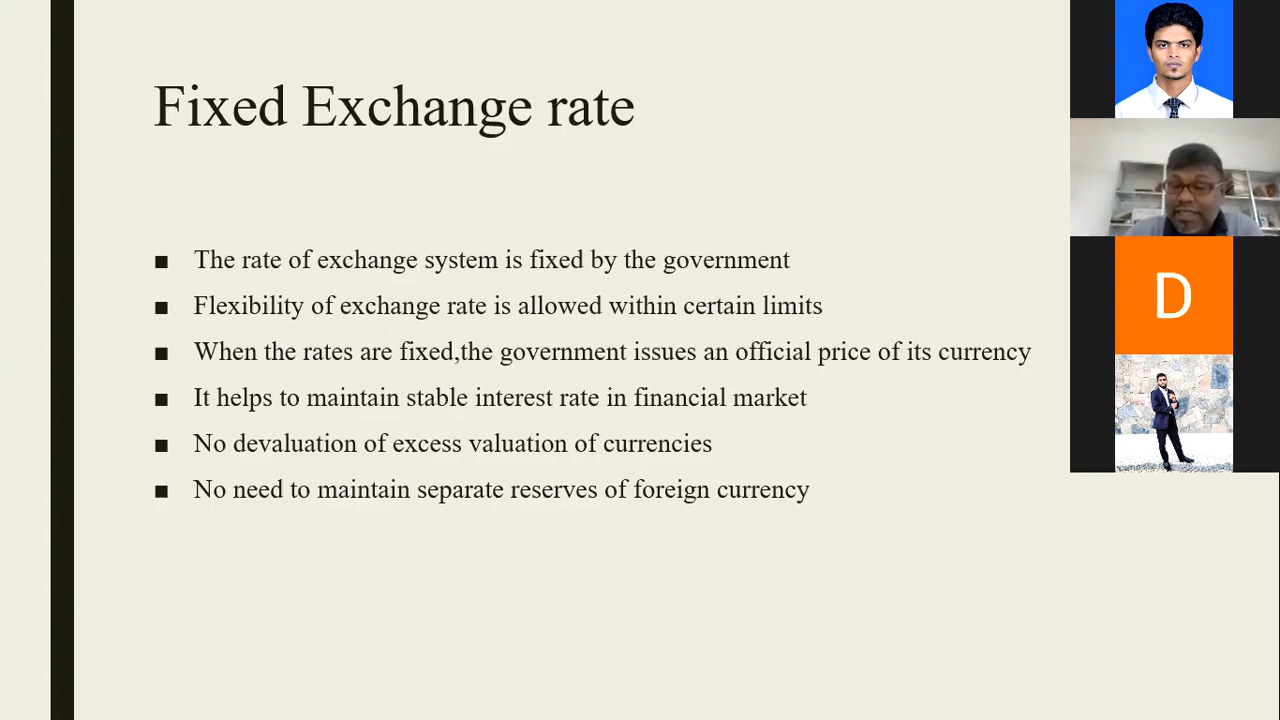 Fixed Exchange rate
■ The rate of exchange system is fixed by the government
■ Flexibility of exchange rate is allowed within certain limits
■ When the rates are fixed,the government issues an official price of its currency
■ It helps to maintain stable interest rate in financial market
■ No devaluation of excess valuation of currencies
■ No need to maintain separate reserves of foreign currency
D